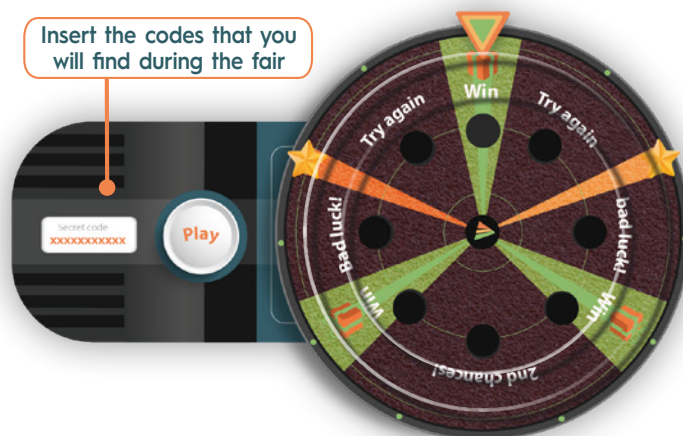 Insert the codes that you
will find during the fair
Win
Try again
Try again
Secret code
xxxxxxxxxxx
Play
Bad luck!
bad luck!
Win
Win
2nd chances!